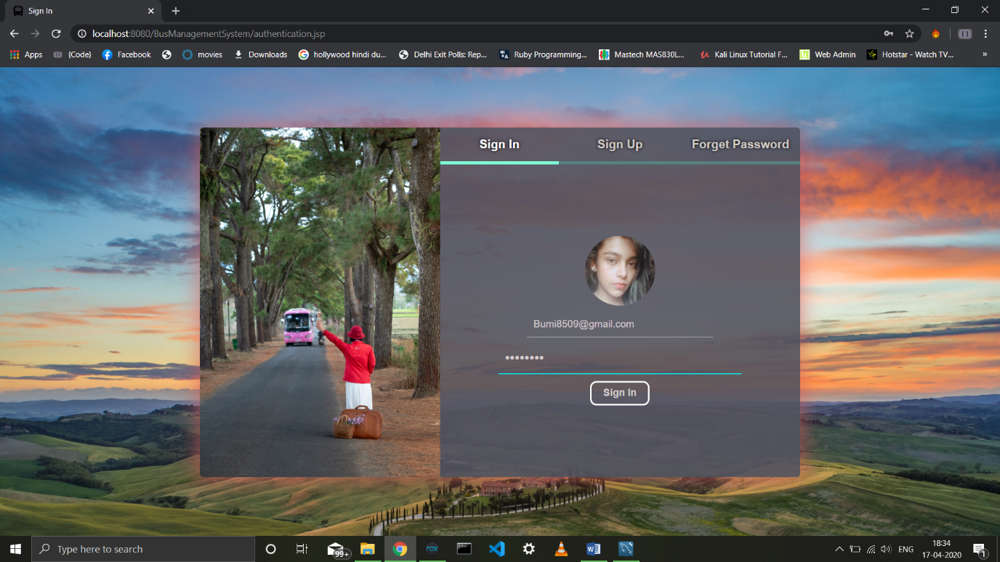 Sign In
localhost:8080/BusManagementSystem/authentication.jsp
Apps {Code} Facebook movies Downloads hollywood hindi du... Delhi Exit Polls: Rep... Ruby Programming... Mastech MAS830L... Kali Linux Tutorial F... LTE Web Admin Hotstar - Watch TV... »
Sign In Sign Up Forget Password
Bumi8509@gmail.com
••••••••
Sign In
Type here to search 99+ ENG 18:34
17-04-2020 1